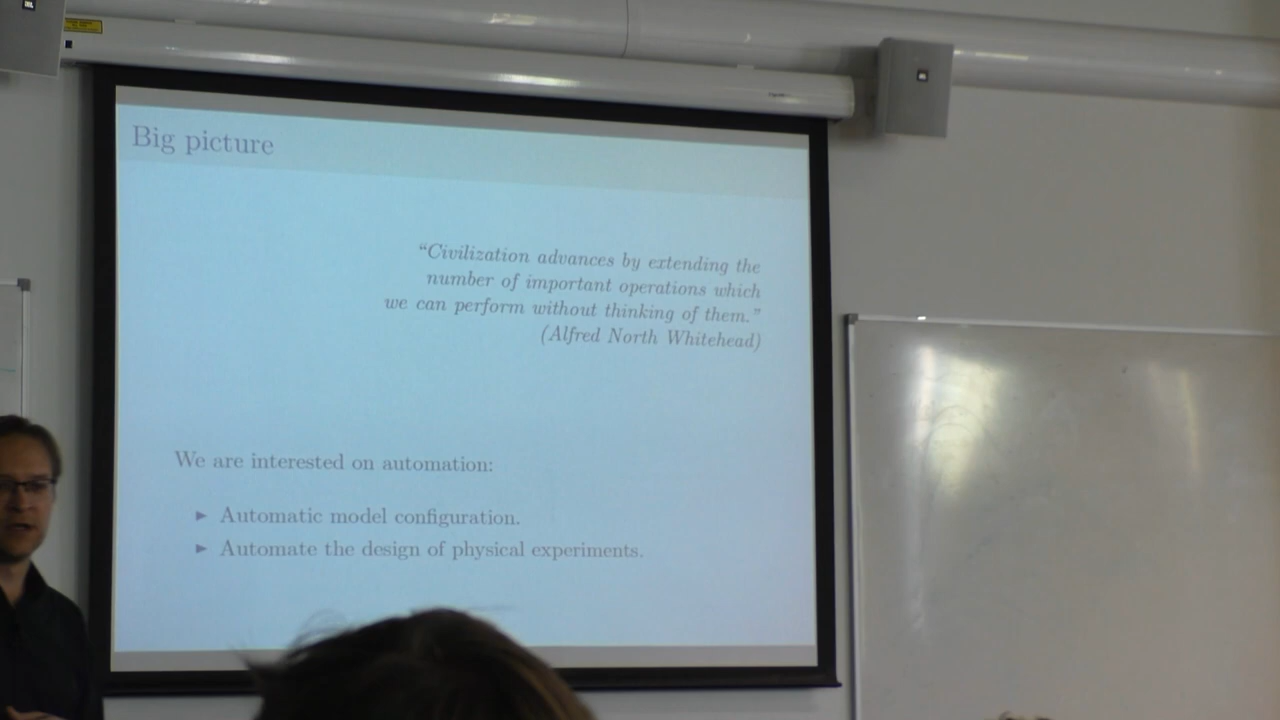 Big picture
“Civilization advances by extending the
number of important operations which
we can perform without thinking of them.”
(Alfred North Whitehead)
We are interested on automation:
► Automatic model configuration.
► Automate the design of physical experiments.